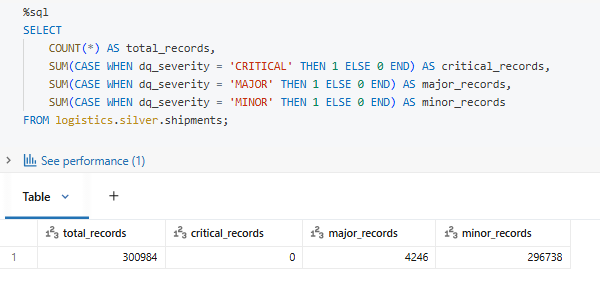 %sql
SELECT
COUNT(*) AS total_records,
SUM(CASE WHEN dq_severity = 'CRITICAL' THEN 1 ELSE 0 END) AS critical_records,
SUM(CASE WHEN dq_severity = 'MAJOR' THEN 1 ELSE 0 END) AS major_records,
SUM(CASE WHEN dq_severity = 'MINOR' THEN 1 ELSE 0 END) AS minor_records
FROM logistics.silver.shipments;
See performance (1)
Table +
123 total_records 123 critical_records 123 major_records 123 minor_records
1 300984 0 4246 296738